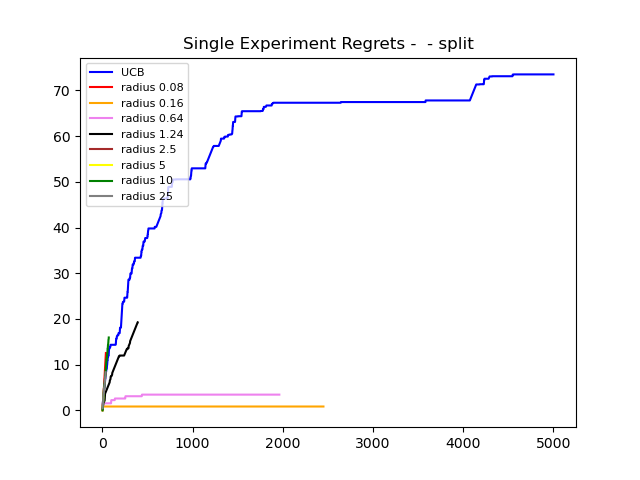 Single Experiment Regrets -  - split
UCB
radius 0.08
radius 0.16
radius 0.64
radius 1.24
radius 2.5
radius 5
radius 10
radius 25
70
60
50
40
30
20
10
0
0 1000 2000 3000 4000 5000